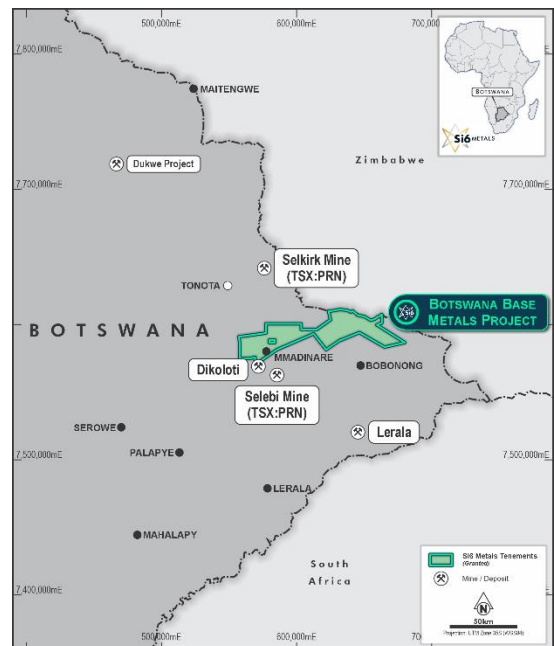 500,000mE
600,000mE
700,
7,800,000mE
MAITENGWE
BOTSWANA
Si6 METALS
Dukwe Project
Zimbabwe
7,700,000mE
7,700,000mE
Selkirk Mine
(TSX:PRN)
TONOTA
BOTSWANA BASE
METALS PROJECT
BOTSWANA
MMADINARE
Dikoloti
BOBONONG
Selebi Mine
(TSX:PRN)
SEROWE
Lerala
PALAPYE
7,500,000mE
7,500,000mE
LERALA
MAHALAPY
South
Africa
Si6 Metals Tenements
(Granted)
Mine / Deposit
N
50km
7,400,000mE
500,000mE
600,000mE